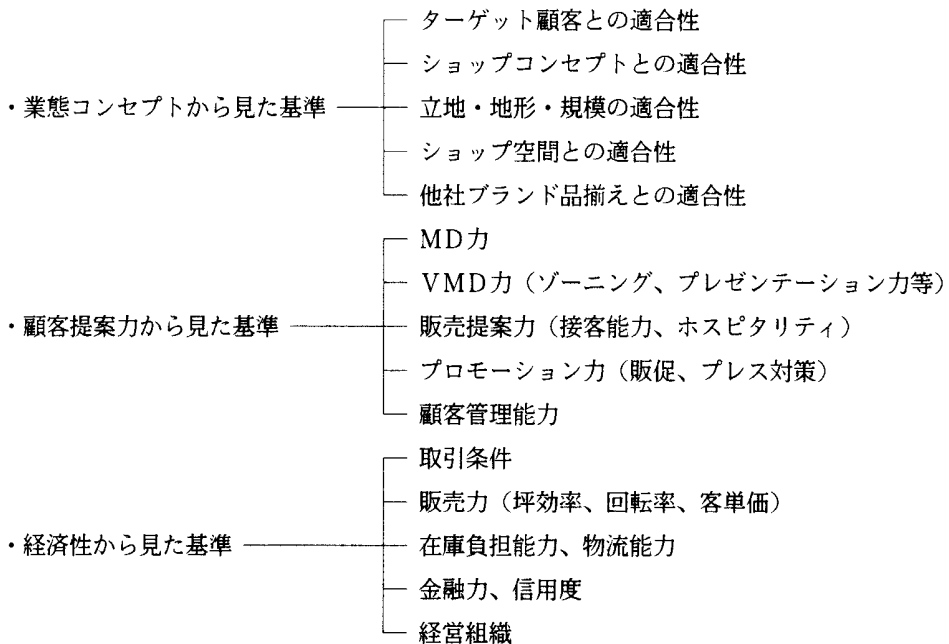 ターゲット顧客との適合性
ショップコンセプトとの適合性
・業態コンセプトから見た基準 立地・地形・規模の適合性
ショップ空間との適合性
他社ブランド品揃えとの適合性
MD力
VMD力（ゾーニング、プレゼンテーション力等）
・顧客提案力から見た基準 販売提案力（接客能力、ホスピタリティ）
プロモーション力（販促、プレス対策）
顧客管理能力
取引条件
販売力（坪効率、回転率、客単価）
・経済性から見た基準 在庫負担能力、物流能力
金融力、信用度
経営組織